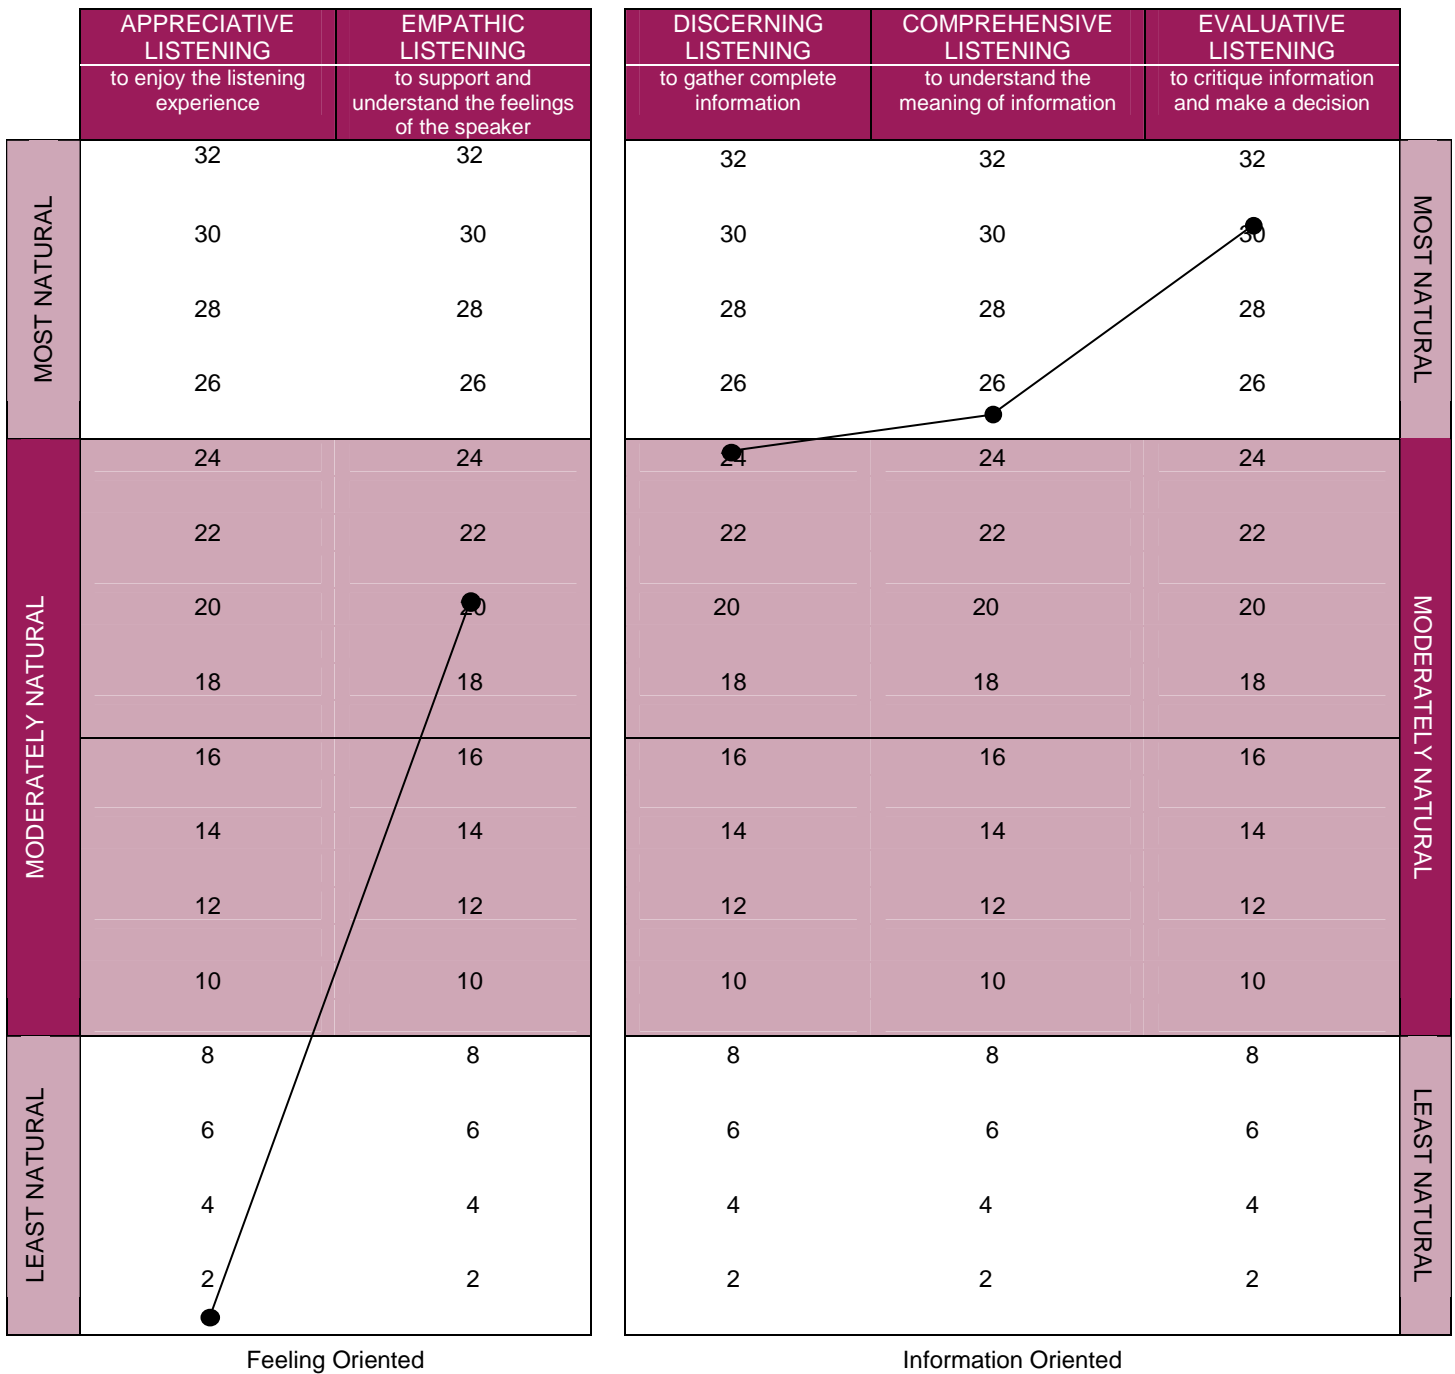 APPRECIATIVE
LISTENING
to enjoy the listening
experience
EMPATHIC
LISTENING
to support and
understand the feelings
of the speaker
DISCERNING
LISTENING
to gather complete
information
COMPREHENSIVE
LISTENING
to understand the
meaning of information
EVALUATIVE
LISTENING
to critique information
and make a decision
MOST NATURAL
MODERATELY NATURAL
LEAST NATURAL
32 32 32 32 32
30 30 30 30 30
28 28 28 28 28
26 26 26 26 26
24 24 24 24 24
22 22 22 22 22
20 20 20 20 20
18 18 18 18 18
16 16 16 16 16
14 14 14 14 14
12 12 12 12 12
10 10 10 10 10
8 8 8 8 8
6 6 6 6 6
4 4 4 4 4
2 2 2 2 2
MOST NATURAL
MODERATELY NATURAL
LEAST NATURAL
Feeling Oriented
Information Oriented